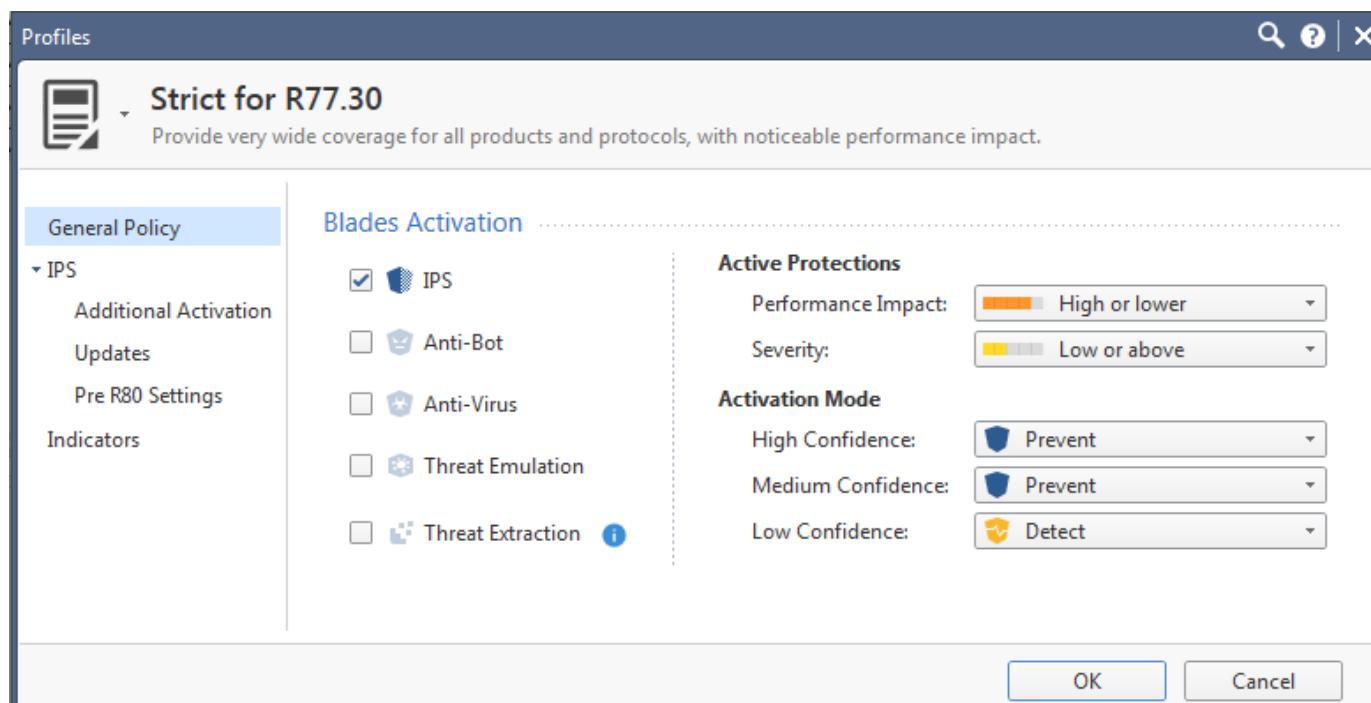 Profiles
Strict for R77.30
Provide very wide coverage for all products and protocols, with noticeable performance impact.
General Policy
IPS
Additional Activation
Updates
Pre R80 Settings
Indicators
Blades Activation
IPS
Anti-Bot
Anti-Virus
Threat Emulation
Threat Extraction
Active Protections
Performance Impact: High or lower
Severity: Low or above
Activation Mode
High Confidence: Prevent
Medium Confidence: Prevent
Low Confidence: Detect
OK Cancel